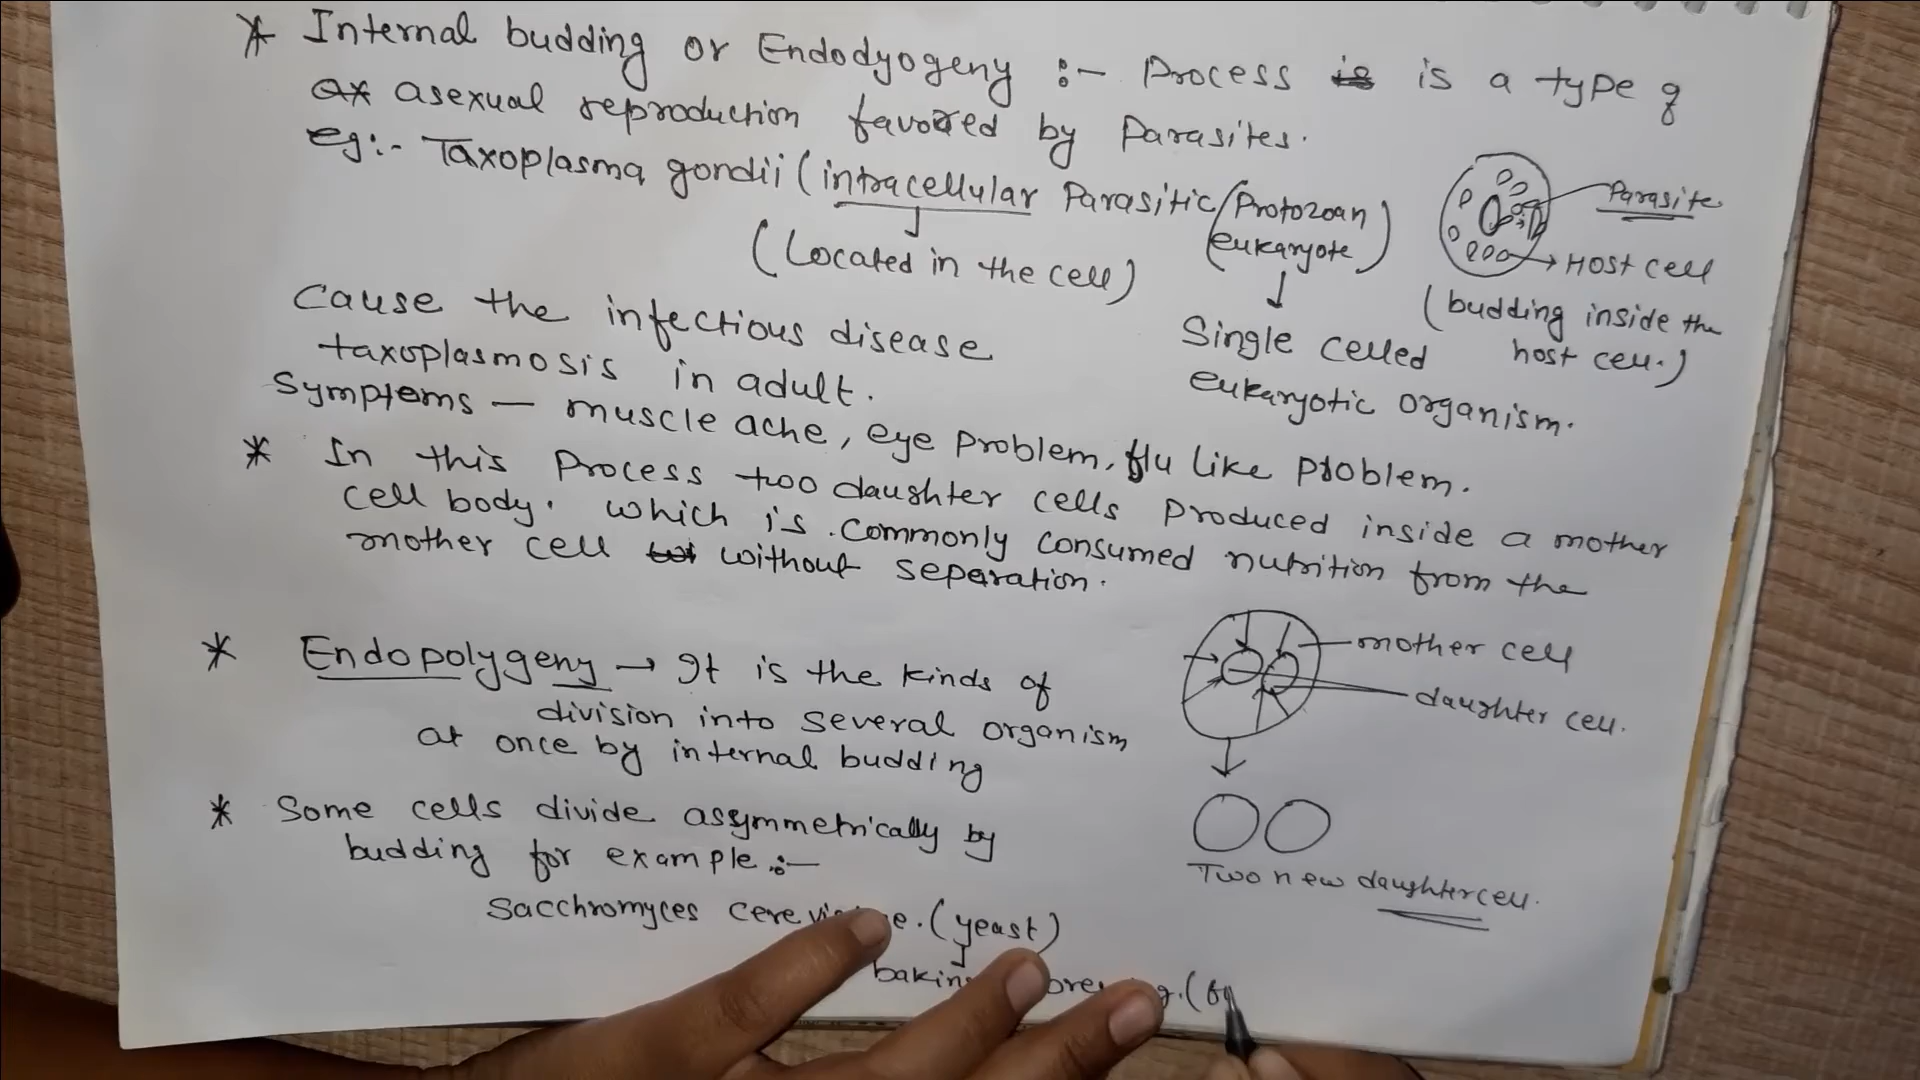 * Internal budding or Endodyogeny :- Process is is a type of
asexual reproduction favored by Parasites.
eg:- Taxoplasma gondii (intracellular Parasitic/Protozoan
eukaryote)
(Located in the cell)
Parasite
Host cell
(budding inside the
host cell.)
Single celled
eukaryotic organism.
Cause the infectious disease
taxoplasmosis in adult.
Symptoms — muscle ache, eye problem, flu like problem.
* In this Process two daughter cells Produced inside a mother
cell body. which is commonly consumed nutrition from the
mother cell without separation.
mother cell
daughter cell.
Two new daughter cell.
* Endopolygeny → It is the kinds of
division into several organism
at once by internal budding
* Some cells divide assymmetrically by
budding for example :-
Sacchromyces (yeast)